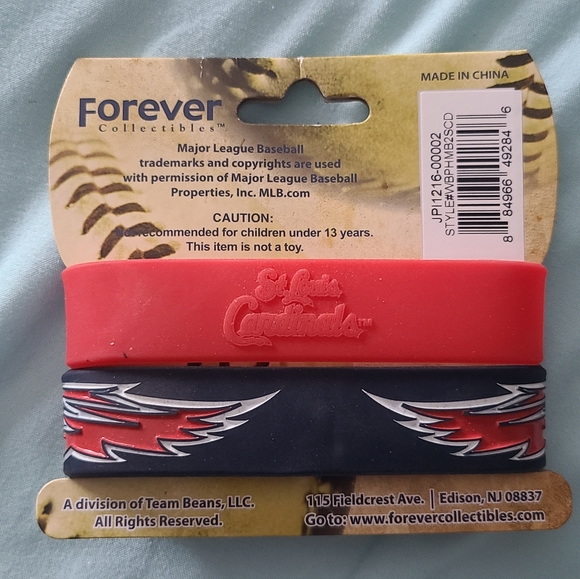 MADE IN CHINA
Forever
Collectibles™
Major League Baseball
trademarks and copyrights are used
with permission of Major League Baseball
Properties, Inc. MLB.com
CAUTION:
recommended for children under 13 years.
This item is not a toy.
JPI1216-00002
STYLE#WBPHMB2SCD
8 84966 49284 6
St. Louis
Cardinals™
A division of Team Beans, LLC.
All Rights Reserved.
115 Fieldcrest Ave. | Edison, NJ 08837
Go to: www.forevercollectibles.com